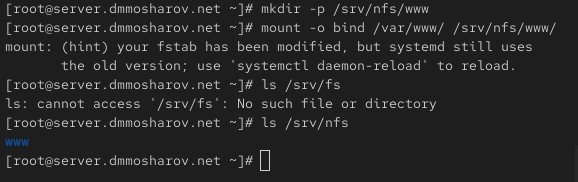 [root@server.dmmosharov.net ~]# mkdir -p /srv/nfs/www
[root@server.dmmosharov.net ~]# mount -o bind /var/www/ /srv/nfs/www/
mount: (hint) your fstab has been modified, but systemd still uses
       the old version; use 'systemctl daemon-reload' to reload.
[root@server.dmmosharov.net ~]# ls /srv/fs
ls: cannot access '/srv/fs': No such file or directory
[root@server.dmmosharov.net ~]# ls /srv/nfs
www
[root@server.dmmosharov.net ~]#